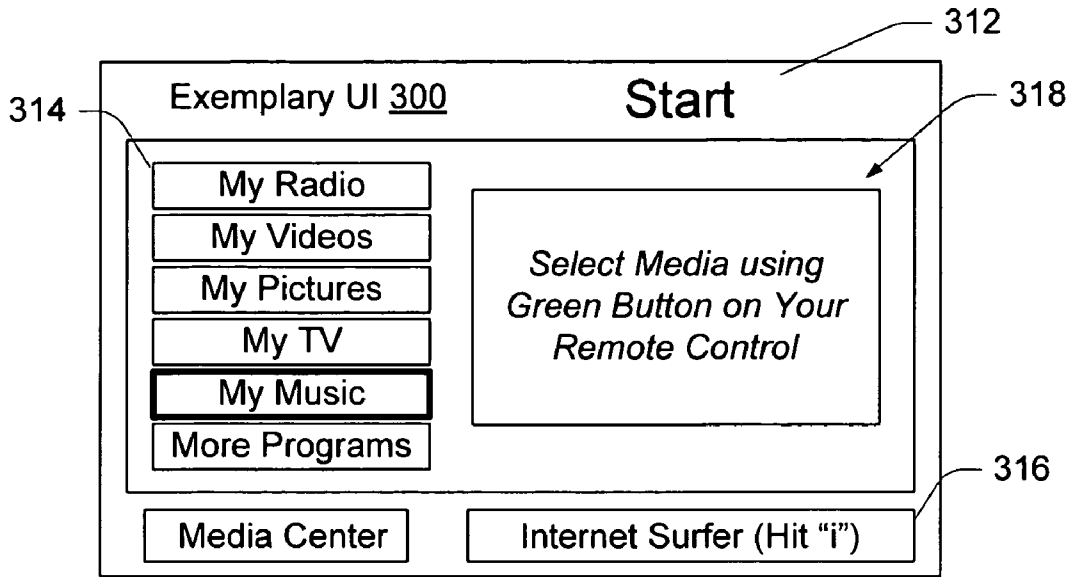 312
Exemplary UI 300
Start
314
318
My Radio
My Videos
My Pictures
My TV
My Music
More Programs
Select Media using
Green Button on Your
Remote Control
316
Media Center
Internet Surfer (Hit “i”)